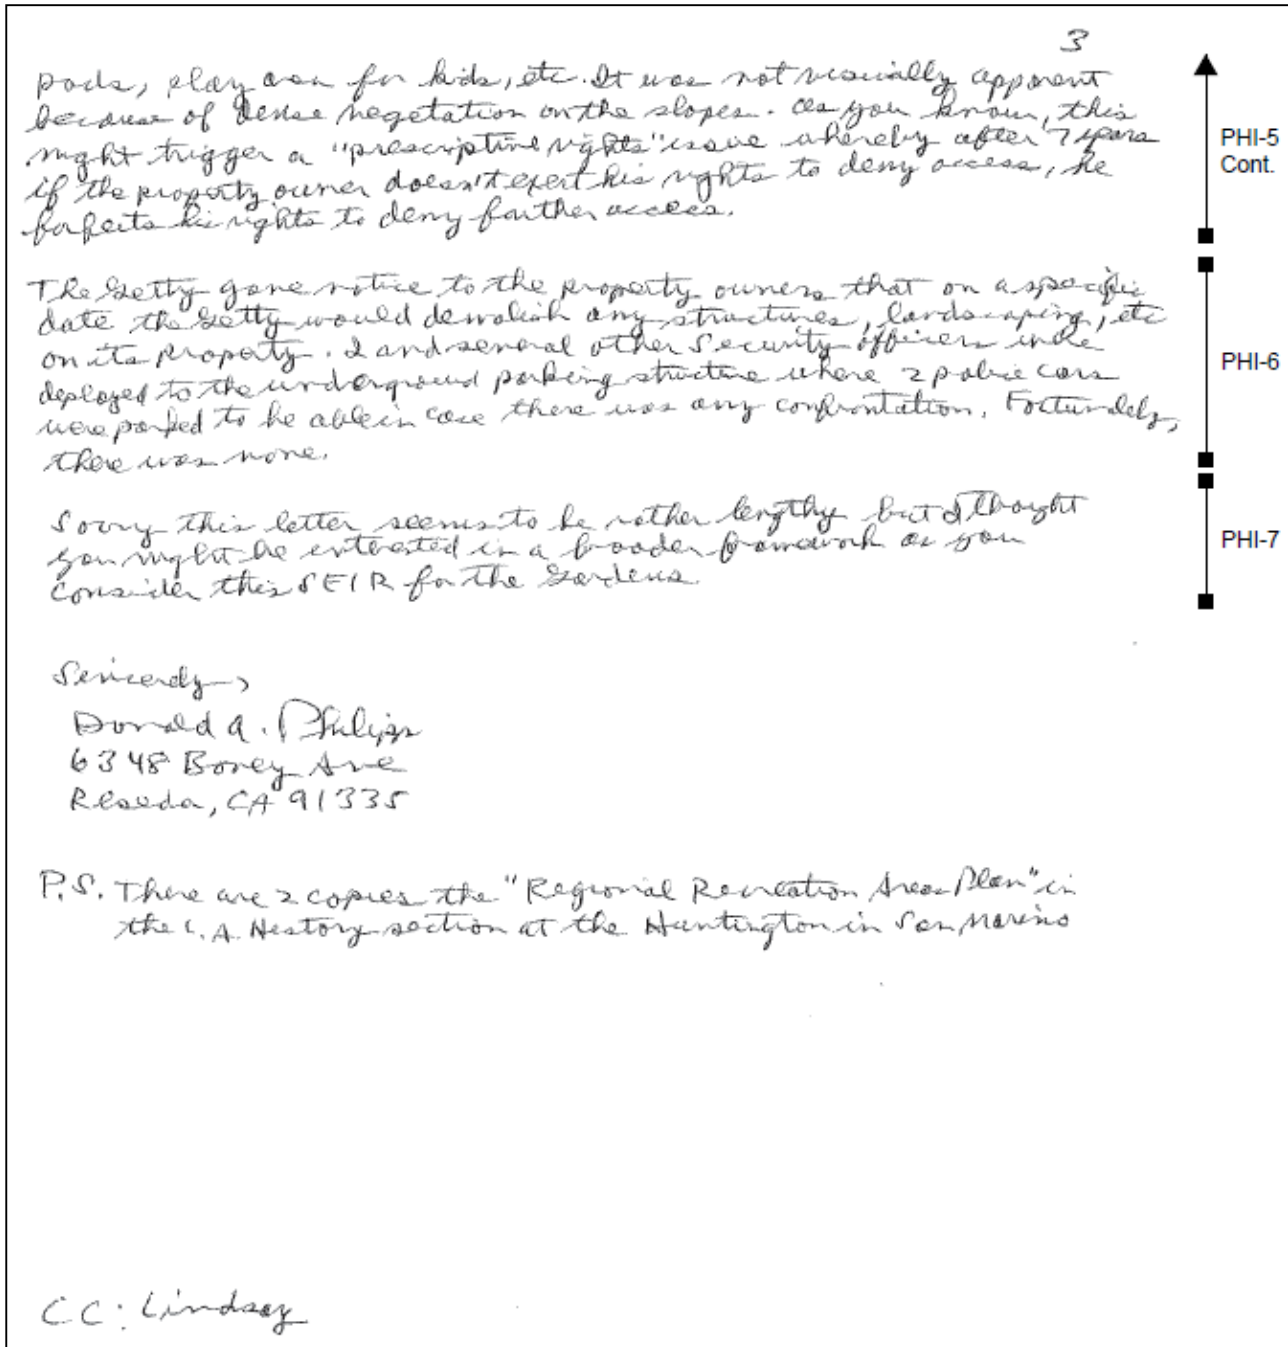 3
pods, play area for kids, etc. It was not visually apparent
because of dense vegetation on the slopes. As you know, this
might trigger a "prescriptive rights" issue whereby after 7 years
if the property owner doesn't exert his rights to deny access, he
forfeits his rights to deny further access.
PHI-5
Cont.
The Getty gave notice to the property owners that on a specific
date the Getty would demolish any structures, landscaping, etc
on its property. I and several other Security officers were
deployed to the underground parking structure where 2 police cars
were parked to be able in case there was any confrontation. Fortunately,
there was none.
PHI-6
Sorry this letter seems to be rather lengthy but I thought
you might be interested in a broader framework as you
consider this SEIR for the Gardens.
PHI-7
Sincerely,
Donald A. Philipp
6348 Boney Ave
Reseda, CA 91335
P.S. There are 2 copies the "Regional Recreation Areas Plan" in
the L.A. History section at the Huntington in San Marino
CC: Lindsay